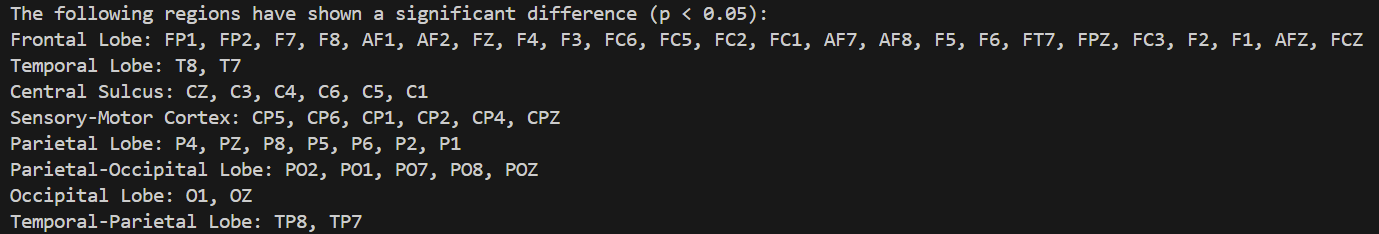 The following regions have shown a significant difference (p < 0.05):
Frontal Lobe: FP1, FP2, F7, F8, AF1, AF2, FZ, F4, F3, FC6, FC5, FC2, FC1, AF7, AF8, F5, F6, FT7, FPZ, FC3, F2, F1, AFZ, FCZ
Temporal Lobe: T8, T7
Central Sulcus: CZ, C3, C4, C6, C5, C1
Sensory-Motor Cortex: CP5, CP6, CP1, CP2, CP4, CPZ
Parietal Lobe: P4, PZ, P8, P5, P6, P2, P1
Parietal-Occipital Lobe: PO2, PO1, PO7, PO8, POZ
Occipital Lobe: O1, OZ
Temporal-Parietal Lobe: TP8, TP7